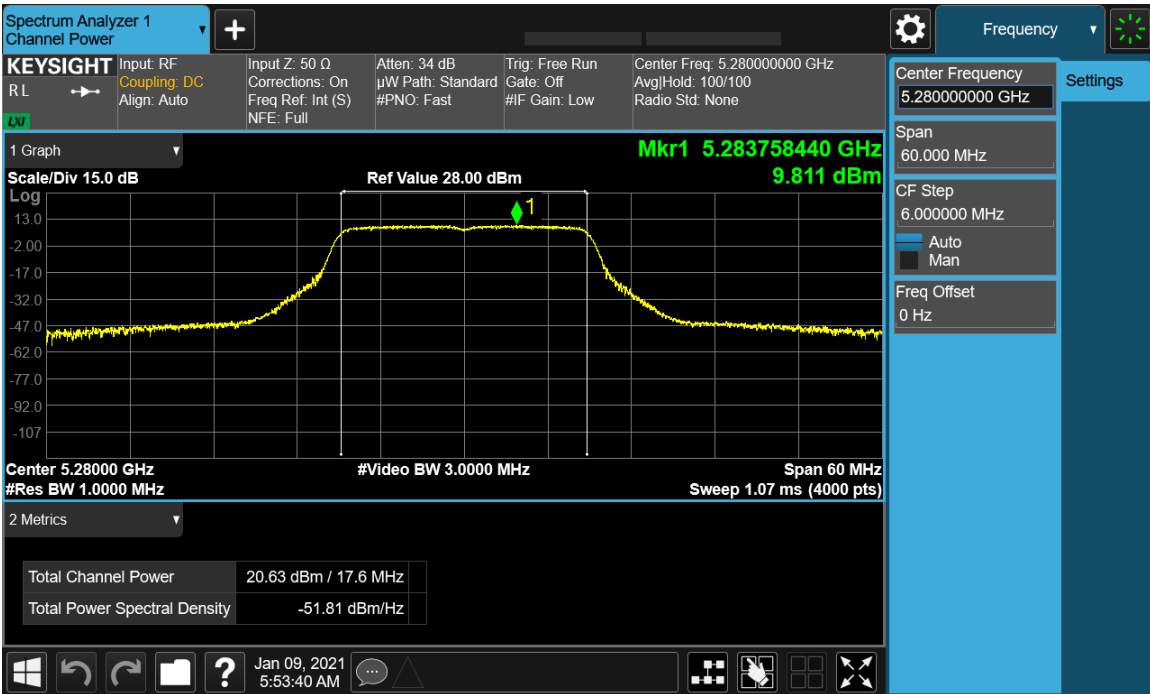 Spectrum Analyzer 1
Channel Power
Frequency
KEYSIGHT
RL
LXI
Input: RF
Coupling: DC
Align: Auto
Input Z: 50 Ω
Corrections: On
Freq Ref: Int (S)
NFE: Full
Atten: 34 dB
µW Path: Standard
#PNO: Fast
Trig: Free Run
Gate: Off
#IF Gain: Low
Center Freq: 5.280000000 GHz
Avg|Hold: 100/100
Radio Std: None
Center Frequency
5.280000000 GHz
Settings
Span
60.000 MHz
CF Step
6.000000 MHz
Auto
Man
Freq Offset
0 Hz
1 Graph
Mkr1 5.283758440 GHz
9.811 dBm
Scale/Div 15.0 dB
Ref Value 28.00 dBm
Log
1
13.0
-2.00
-17.0
-32.0
-47.0
-62.0
-77.0
-92.0
-107
Center 5.28000 GHz
#Video BW 3.0000 MHz
Span 60 MHz
#Res BW 1.0000 MHz
Sweep 1.07 ms (4000 pts)
2 Metrics
Total Channel Power 20.63 dBm / 17.6 MHz
Total Power Spectral Density -51.81 dBm/Hz
?
Jan 09, 2021
5:53:40 AM